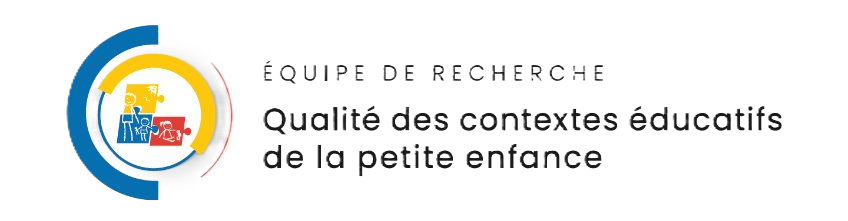 ÉQUIPE DE RECHERCHE
Qualité des contextes éducatifs
de la petite enfance